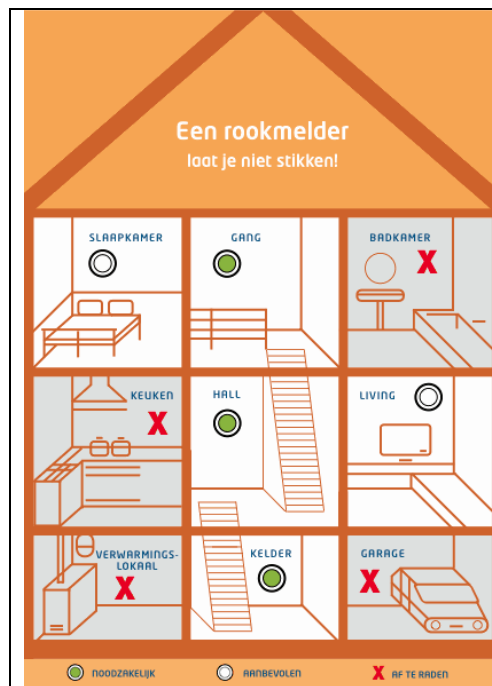 Een rookmelder
laat je niet stikken!
SLAAPKAMER
GANG
BADKAMER
X
KEUKEN
X
HALL
LIVING
VERWARMINGS-
LOKAAL
X
KELDER
GARAGE
X
NOODZAKELIJK
AANBEVOLEN
X AF TE RADEN